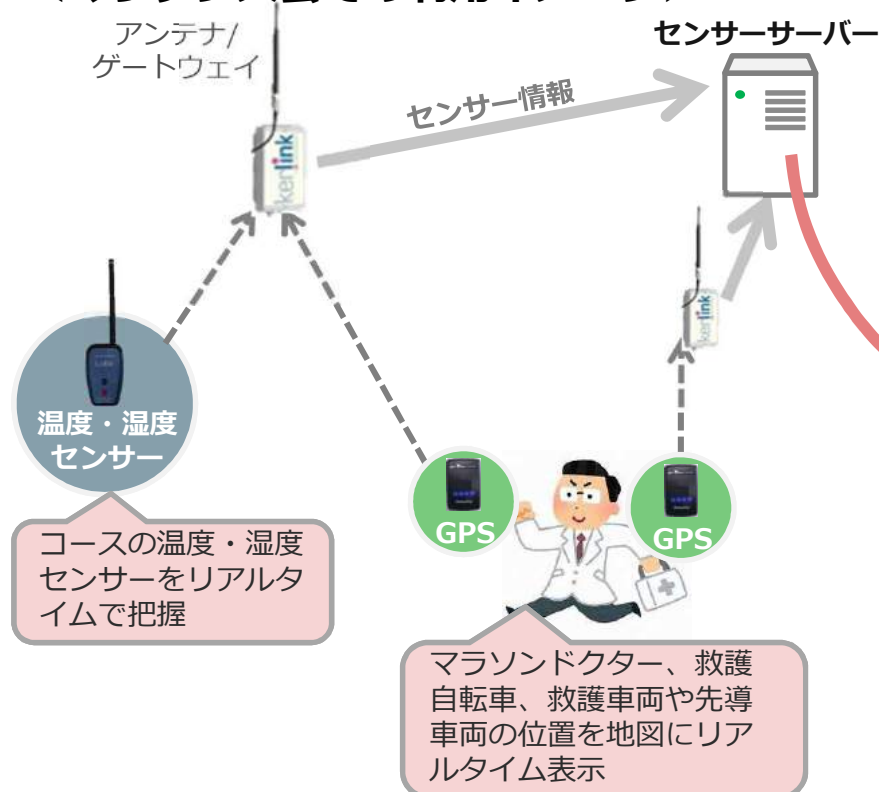 アンテナ/
ゲートウェイ
センサーサーバー
センサー情報
kerlink
kerlink
温度・湿度
センサー
GPS
GPS
コースの温度・湿度
センサーをリアルタ
イムで把握
マラソンドクター、救護
自転車、救護車両や先導
車両の位置を地図にリア
ルタイム表示